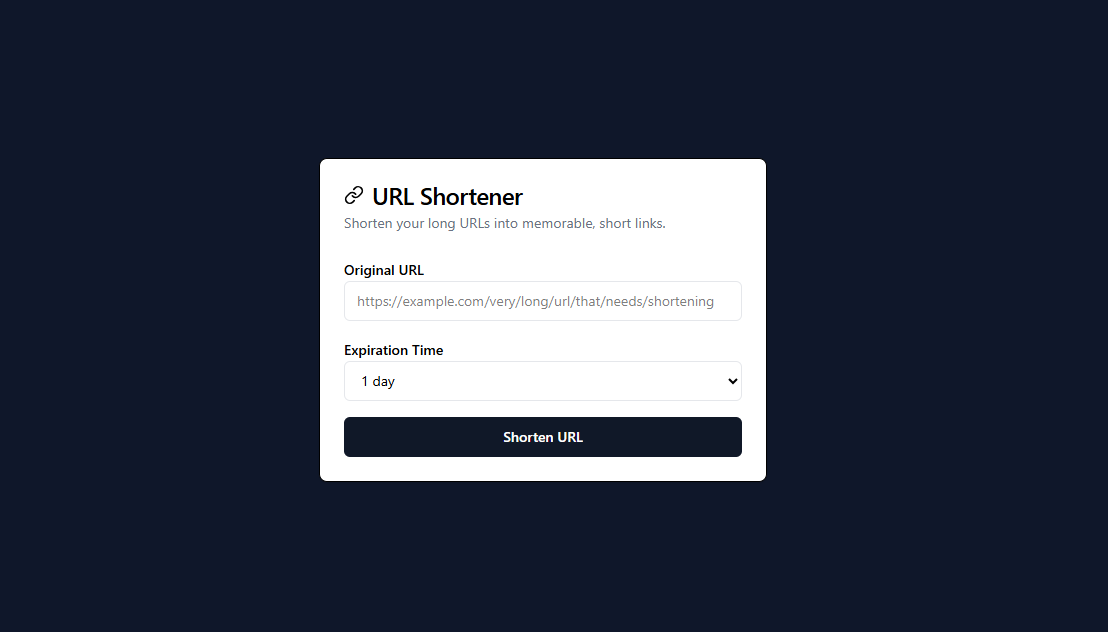 URL Shortener
Shorten your long URLs into memorable, short links.
Original URL
https://example.com/very/long/url/that/needs/shortening
Expiration Time
1 day
Shorten URL